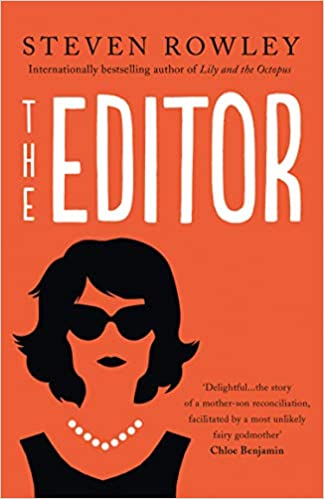 STEVEN ROWLEY
Internationally bestselling author of Lily and the Octopus
THE
EDITOR
'Delightful...the story
of a mother-son reconciliation,
facilitated by a most unlikely
fairy godmother'
Chloe Benjamin